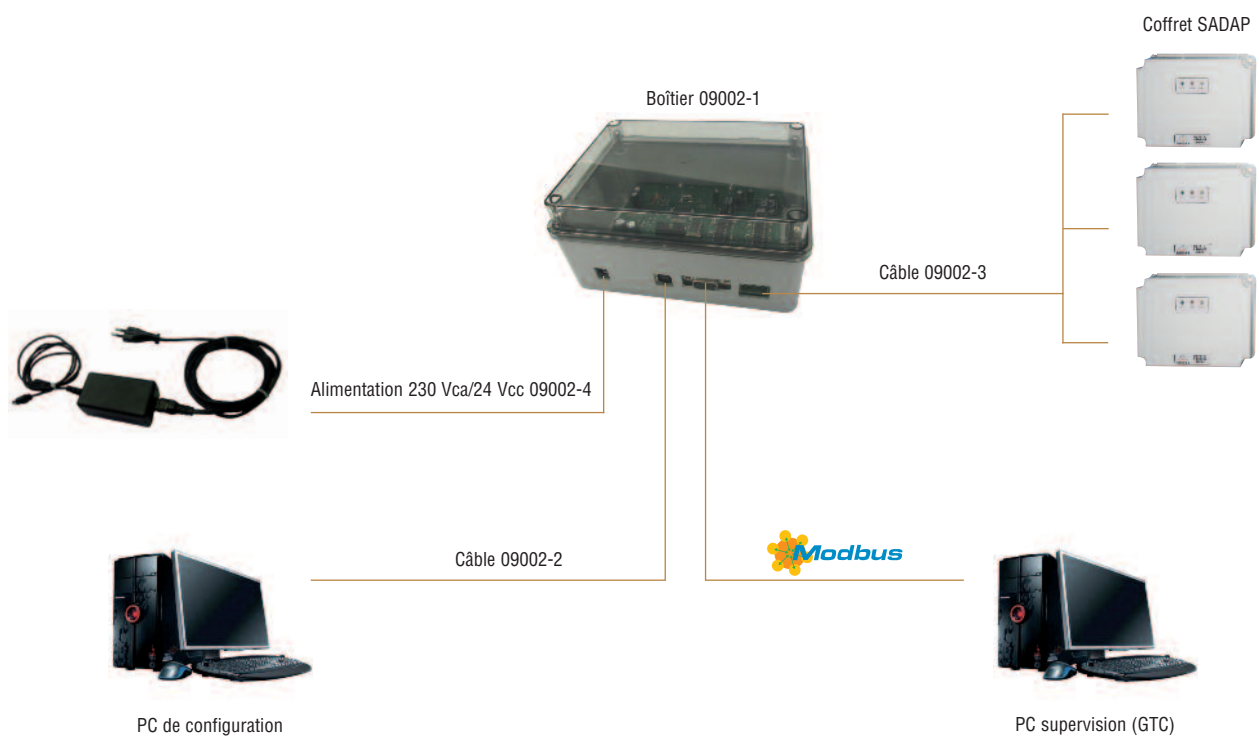 Coffret SADAP
Boîtier 09002-1
Câble 09002-3
Alimentation 230 Vca/24 Vcc 09002-4
Câble 09002-2
Modbus
PC de configuration
PC supervision (GTC)